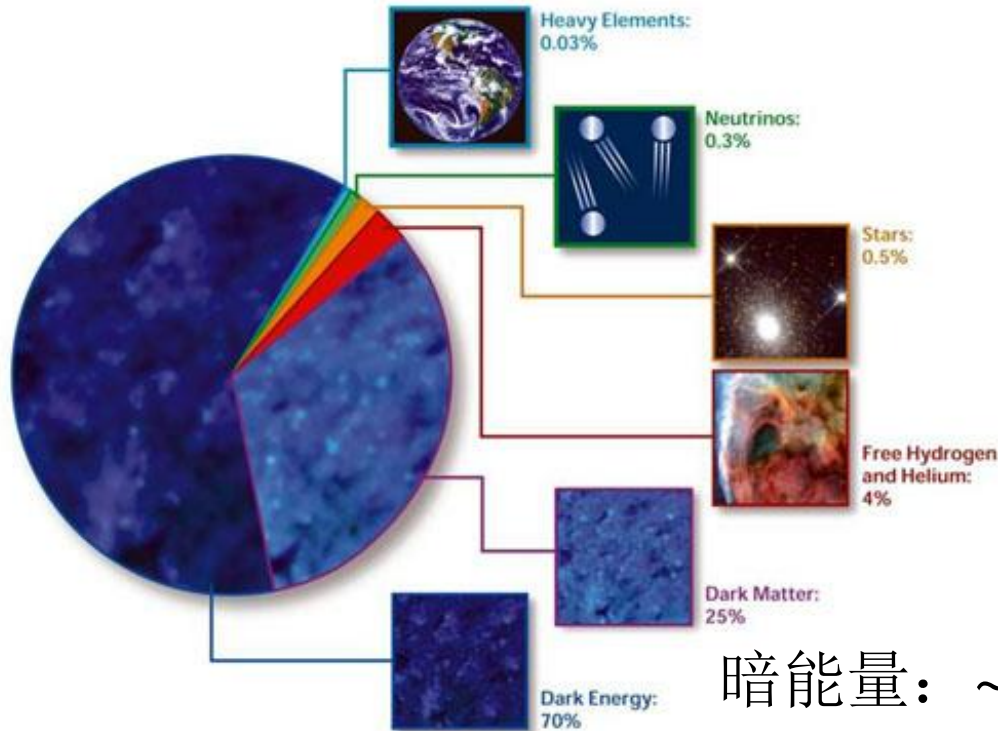 Heavy Elements:
0.03%
Neutrinos:
0.3%
Stars:
0.5%
Free Hydrogen
and Helium:
4%
Dark Matter:
25%
Dark Energy:
70%
暗能量：~